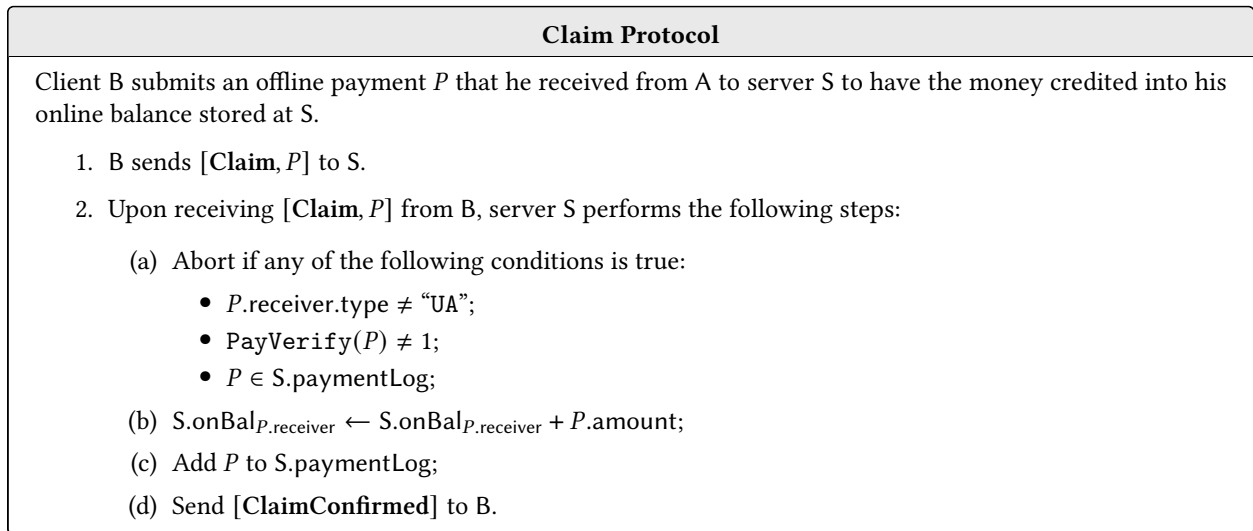 Claim Protocol
Client B submits an offline payment P that he received from A to server S to have the money credited into his
online balance stored at S.
1. B sends [Claim, P] to S.
2. Upon receiving [Claim, P] from B, server S performs the following steps:
(a) Abort if any of the following conditions is true:
• P.receiver.type ≠ “UA”;
• PayVerify(P) ≠ 1;
• P ∈ S.paymentLog;
(b) S.onBal_{P.receiver} ← S.onBal_{P.receiver} + P.amount;
(c) Add P to S.paymentLog;
(d) Send [ClaimConfirmed] to B.